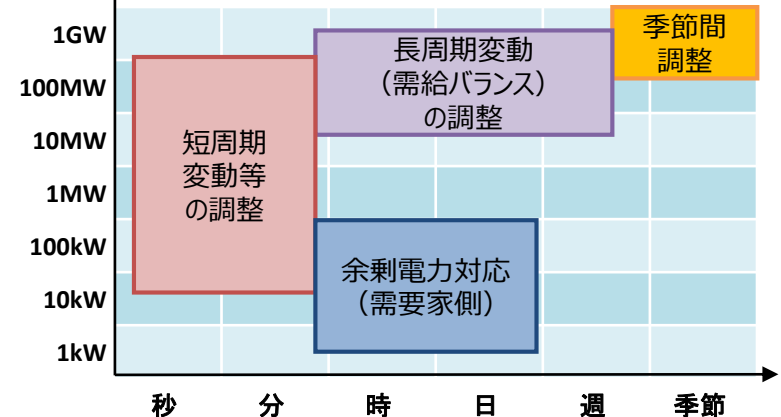 1GW
100MW
10MW
1MW
100kW
10kW
1kW
季節間
調整
長周期変動
（需給バランス）
の調整
短周期
変動等
の調整
余剰電力対応
（需要家側）
秒 分 時 日 週 季節